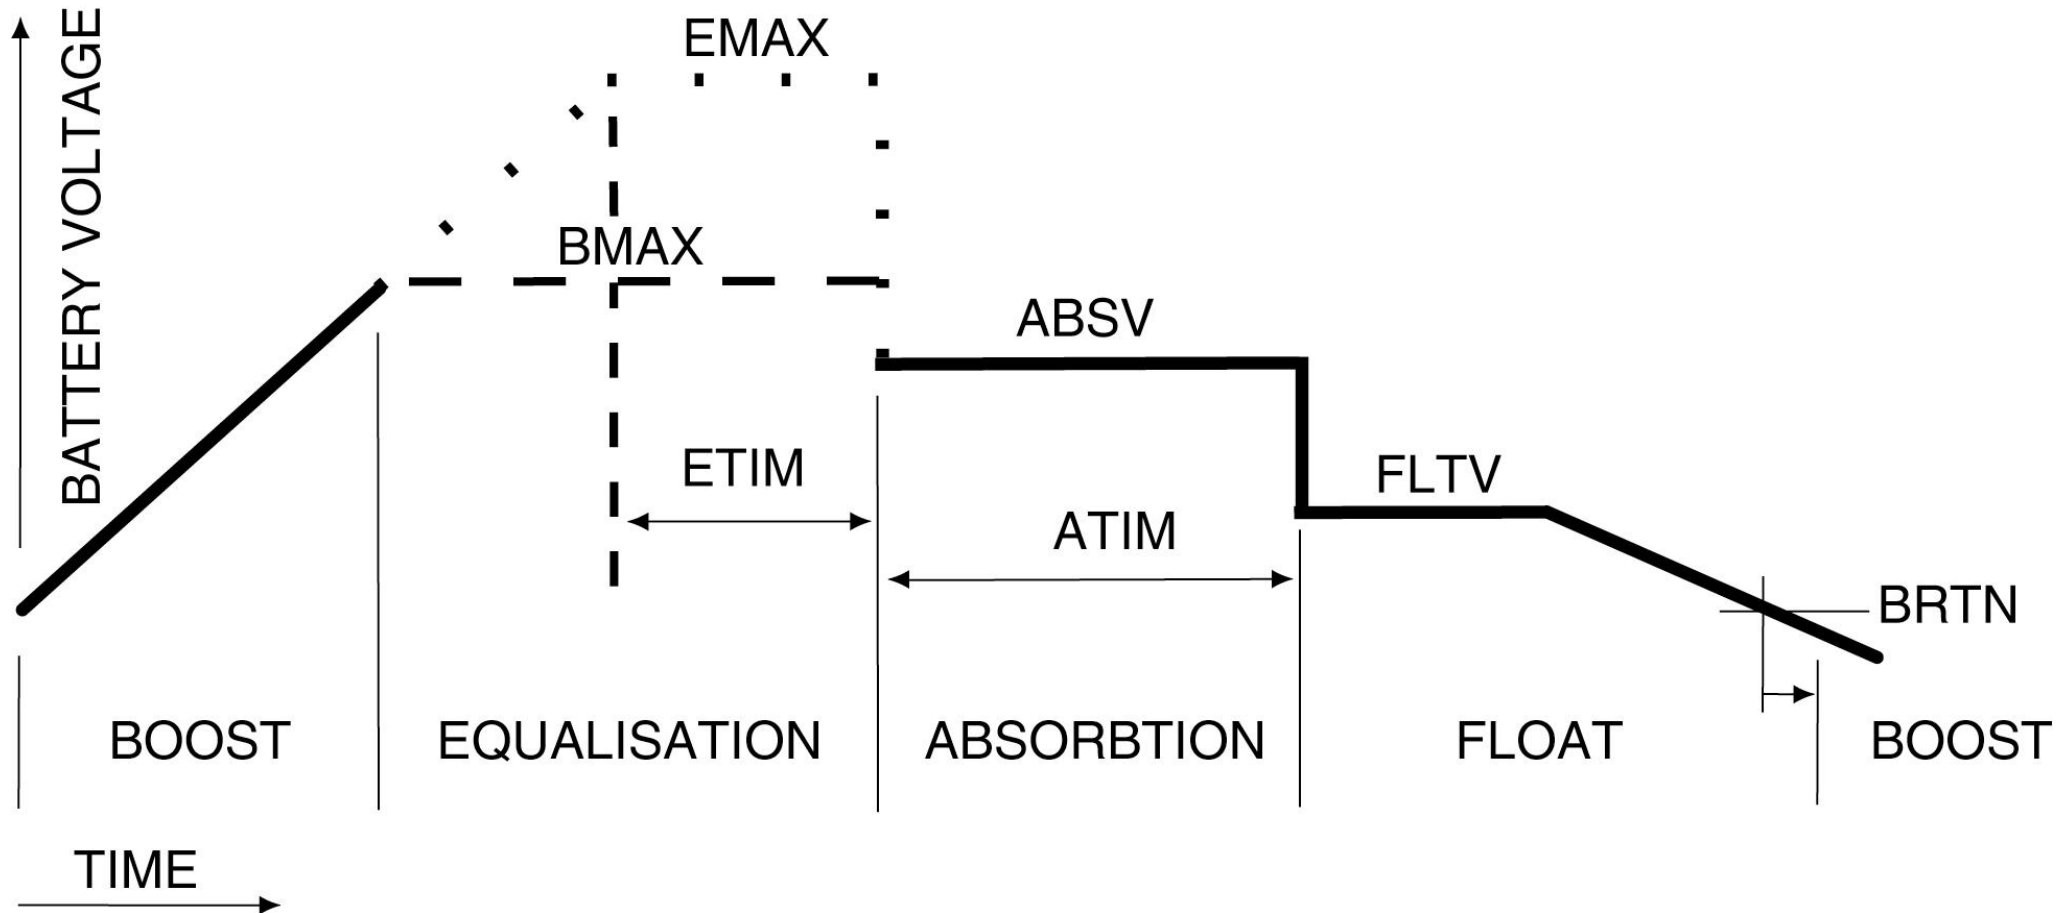 EMAX
BATTERY VOLTAGE
BMAX
ABSV
ETIM
FLTV
ATIM
BRTN
BOOST
EQUALISATION
ABSORBTION
FLOAT
BOOST
TIME